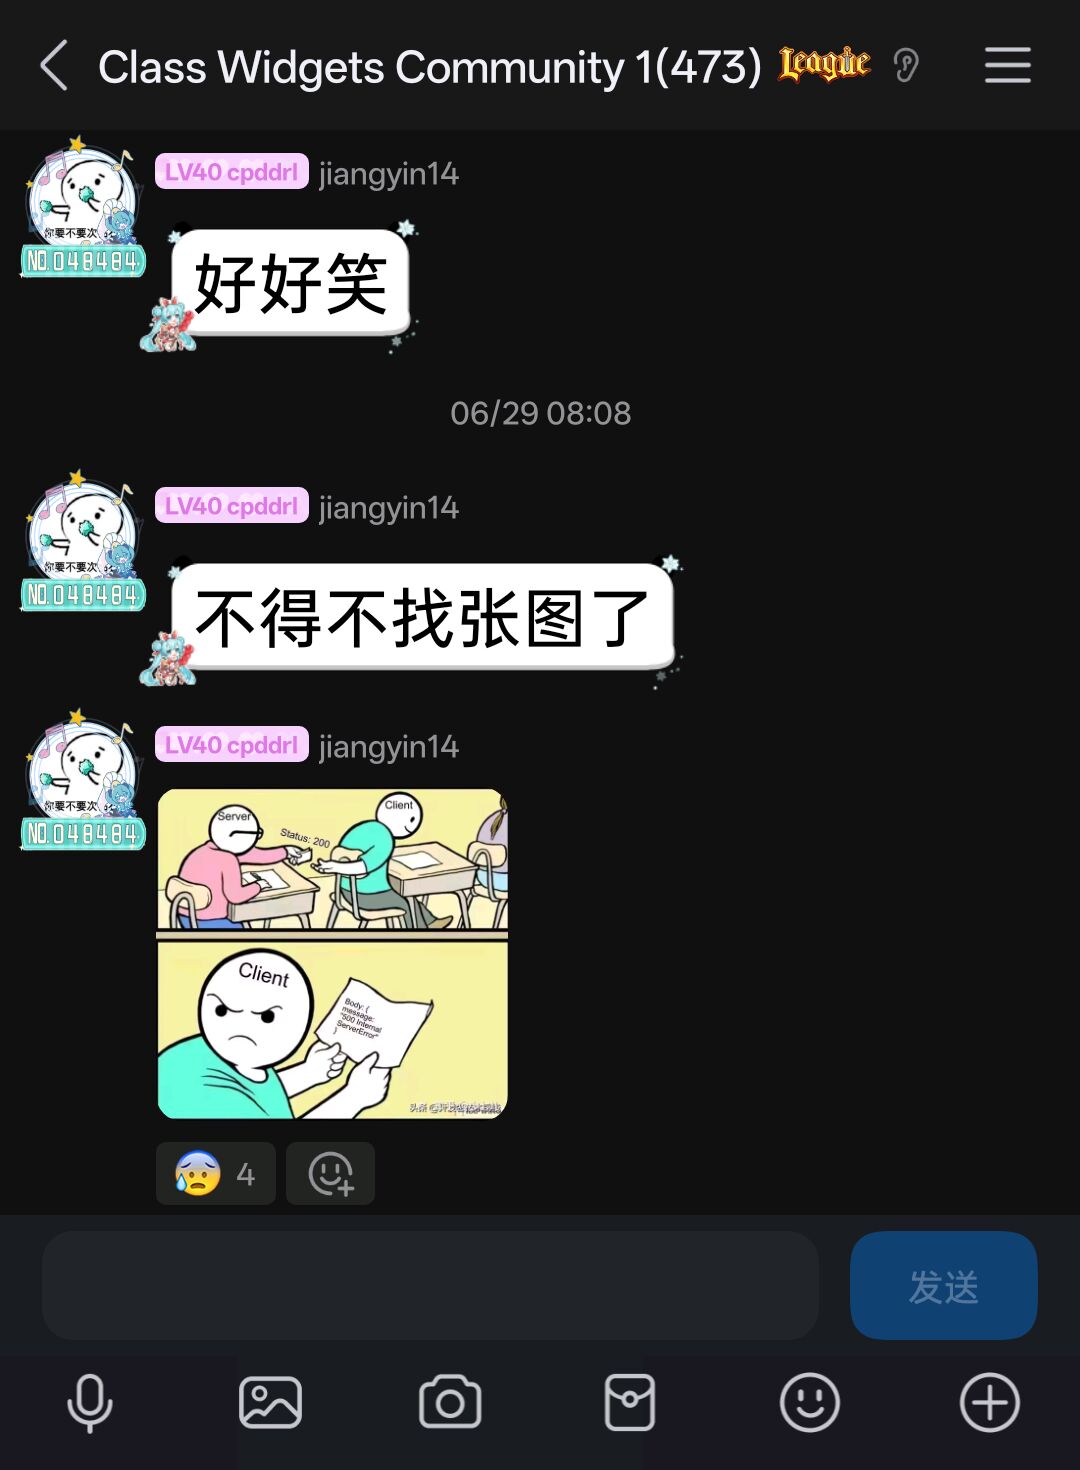 Class Widgets Community 1(473)
League
LV40 cpddrl jiangyin14
你要不要次
NO.048484
好好笑
06/29 08:08
LV40 cpddrl jiangyin14
你要不要次
NO.048484
不得不找张图了
LV40 cpddrl jiangyin14
你要不要次
NO.048484
Server
Status: 200
Client
Client
Body: {
message:
"500 Internal
ServerError"
}
头条
4
发送